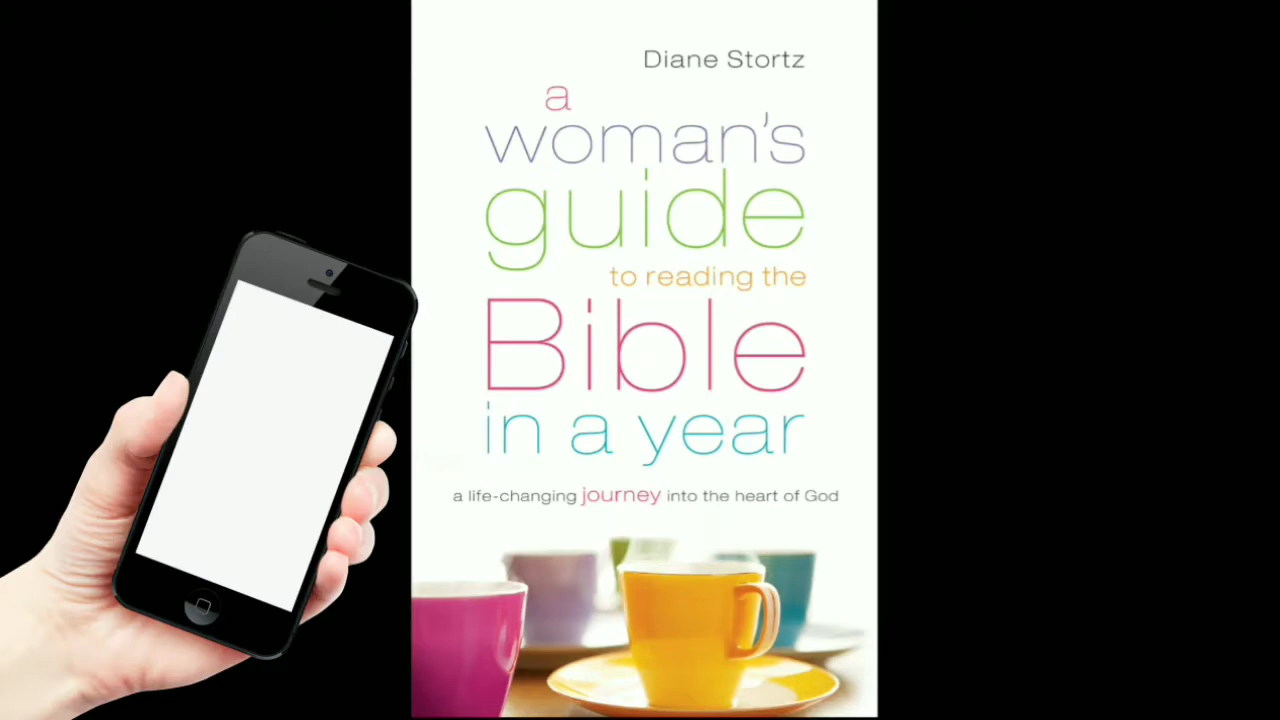 Diane Stortz
a
woman's
guide
to reading the
Bible
in a year
a life-changing journey into the heart of God